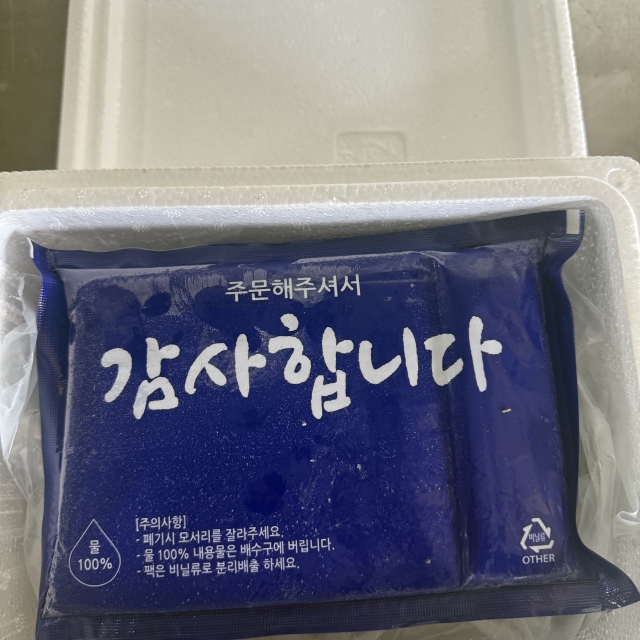 주문해주셔서
감사합니다
[주의사항]
- 폐기시 모서리를 잘라주세요.
- 물 100% 내용물은 배수구에 버립니다.
팩은 비닐류로 분리배출 하세요.
물
100%
비닐류
OTHER